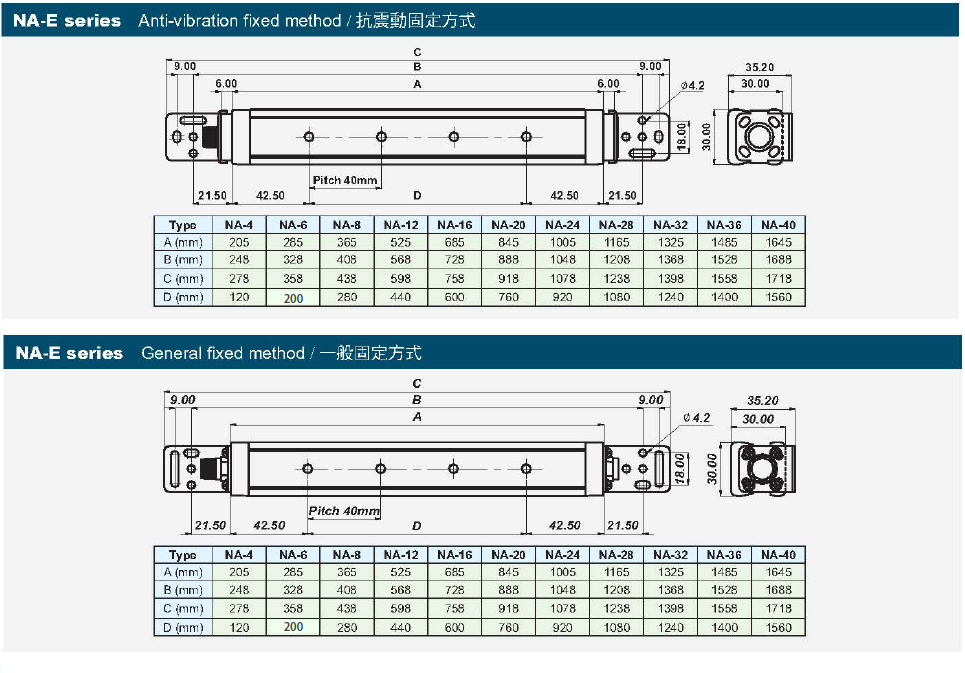 NA-E series Anti-vibration fixed method / 抗震動固定方式
C
9.00 B 9.00
6.00 A 6.00
Ø4.2
35.20
30.00
18.00
30.00
Pitch 40mm
21.50 42.50 D 42.50 21.50
Type NA-4 NA-6 NA-8 NA-12 NA-16 NA-20 NA-24 NA-28 NA-32 NA-36 NA-40
A (mm) 205 285 365 525 685 845 1005 1165 1325 1485 1645
B (mm) 248 328 408 568 728 888 1048 1208 1368 1528 1688
C (mm) 278 358 438 598 758 918 1078 1238 1398 1558 1718
D (mm) 120 200 280 440 600 760 920 1080 1240 1400 1560
NA-E series General fixed method / 一般固定方式
C
9.00 B 9.00
A
Ø4.2
35.20
30.00
18.00
30.00
Pitch 40mm
21.50 42.50 D 42.50 21.50
Type NA-4 NA-6 NA-8 NA-12 NA-16 NA-20 NA-24 NA-28 NA-32 NA-36 NA-40
A (mm) 205 285 365 525 685 845 1005 1165 1325 1485 1645
B (mm) 248 328 408 568 728 888 1048 1208 1368 1528 1688
C (mm) 278 358 438 598 758 918 1078 1238 1398 1558 1718
D (mm) 120 200 280 440 600 760 920 1080 1240 1400 1560